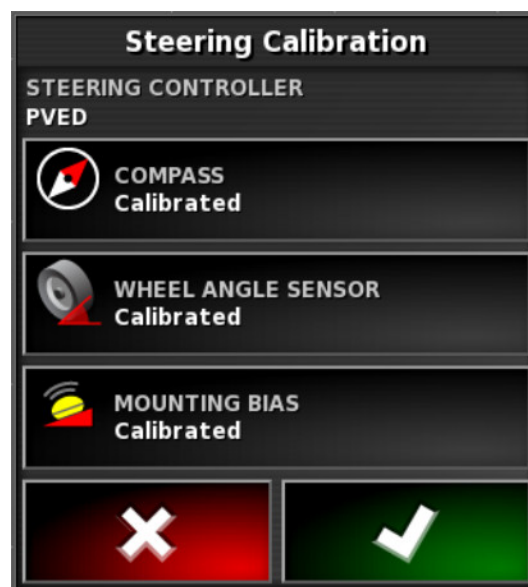 Steering Calibration
STEERING CONTROLLER
PVED
COMPASS
Calibrated
WHEEL ANGLE SENSOR
Calibrated
MOUNTING BIAS
Calibrated